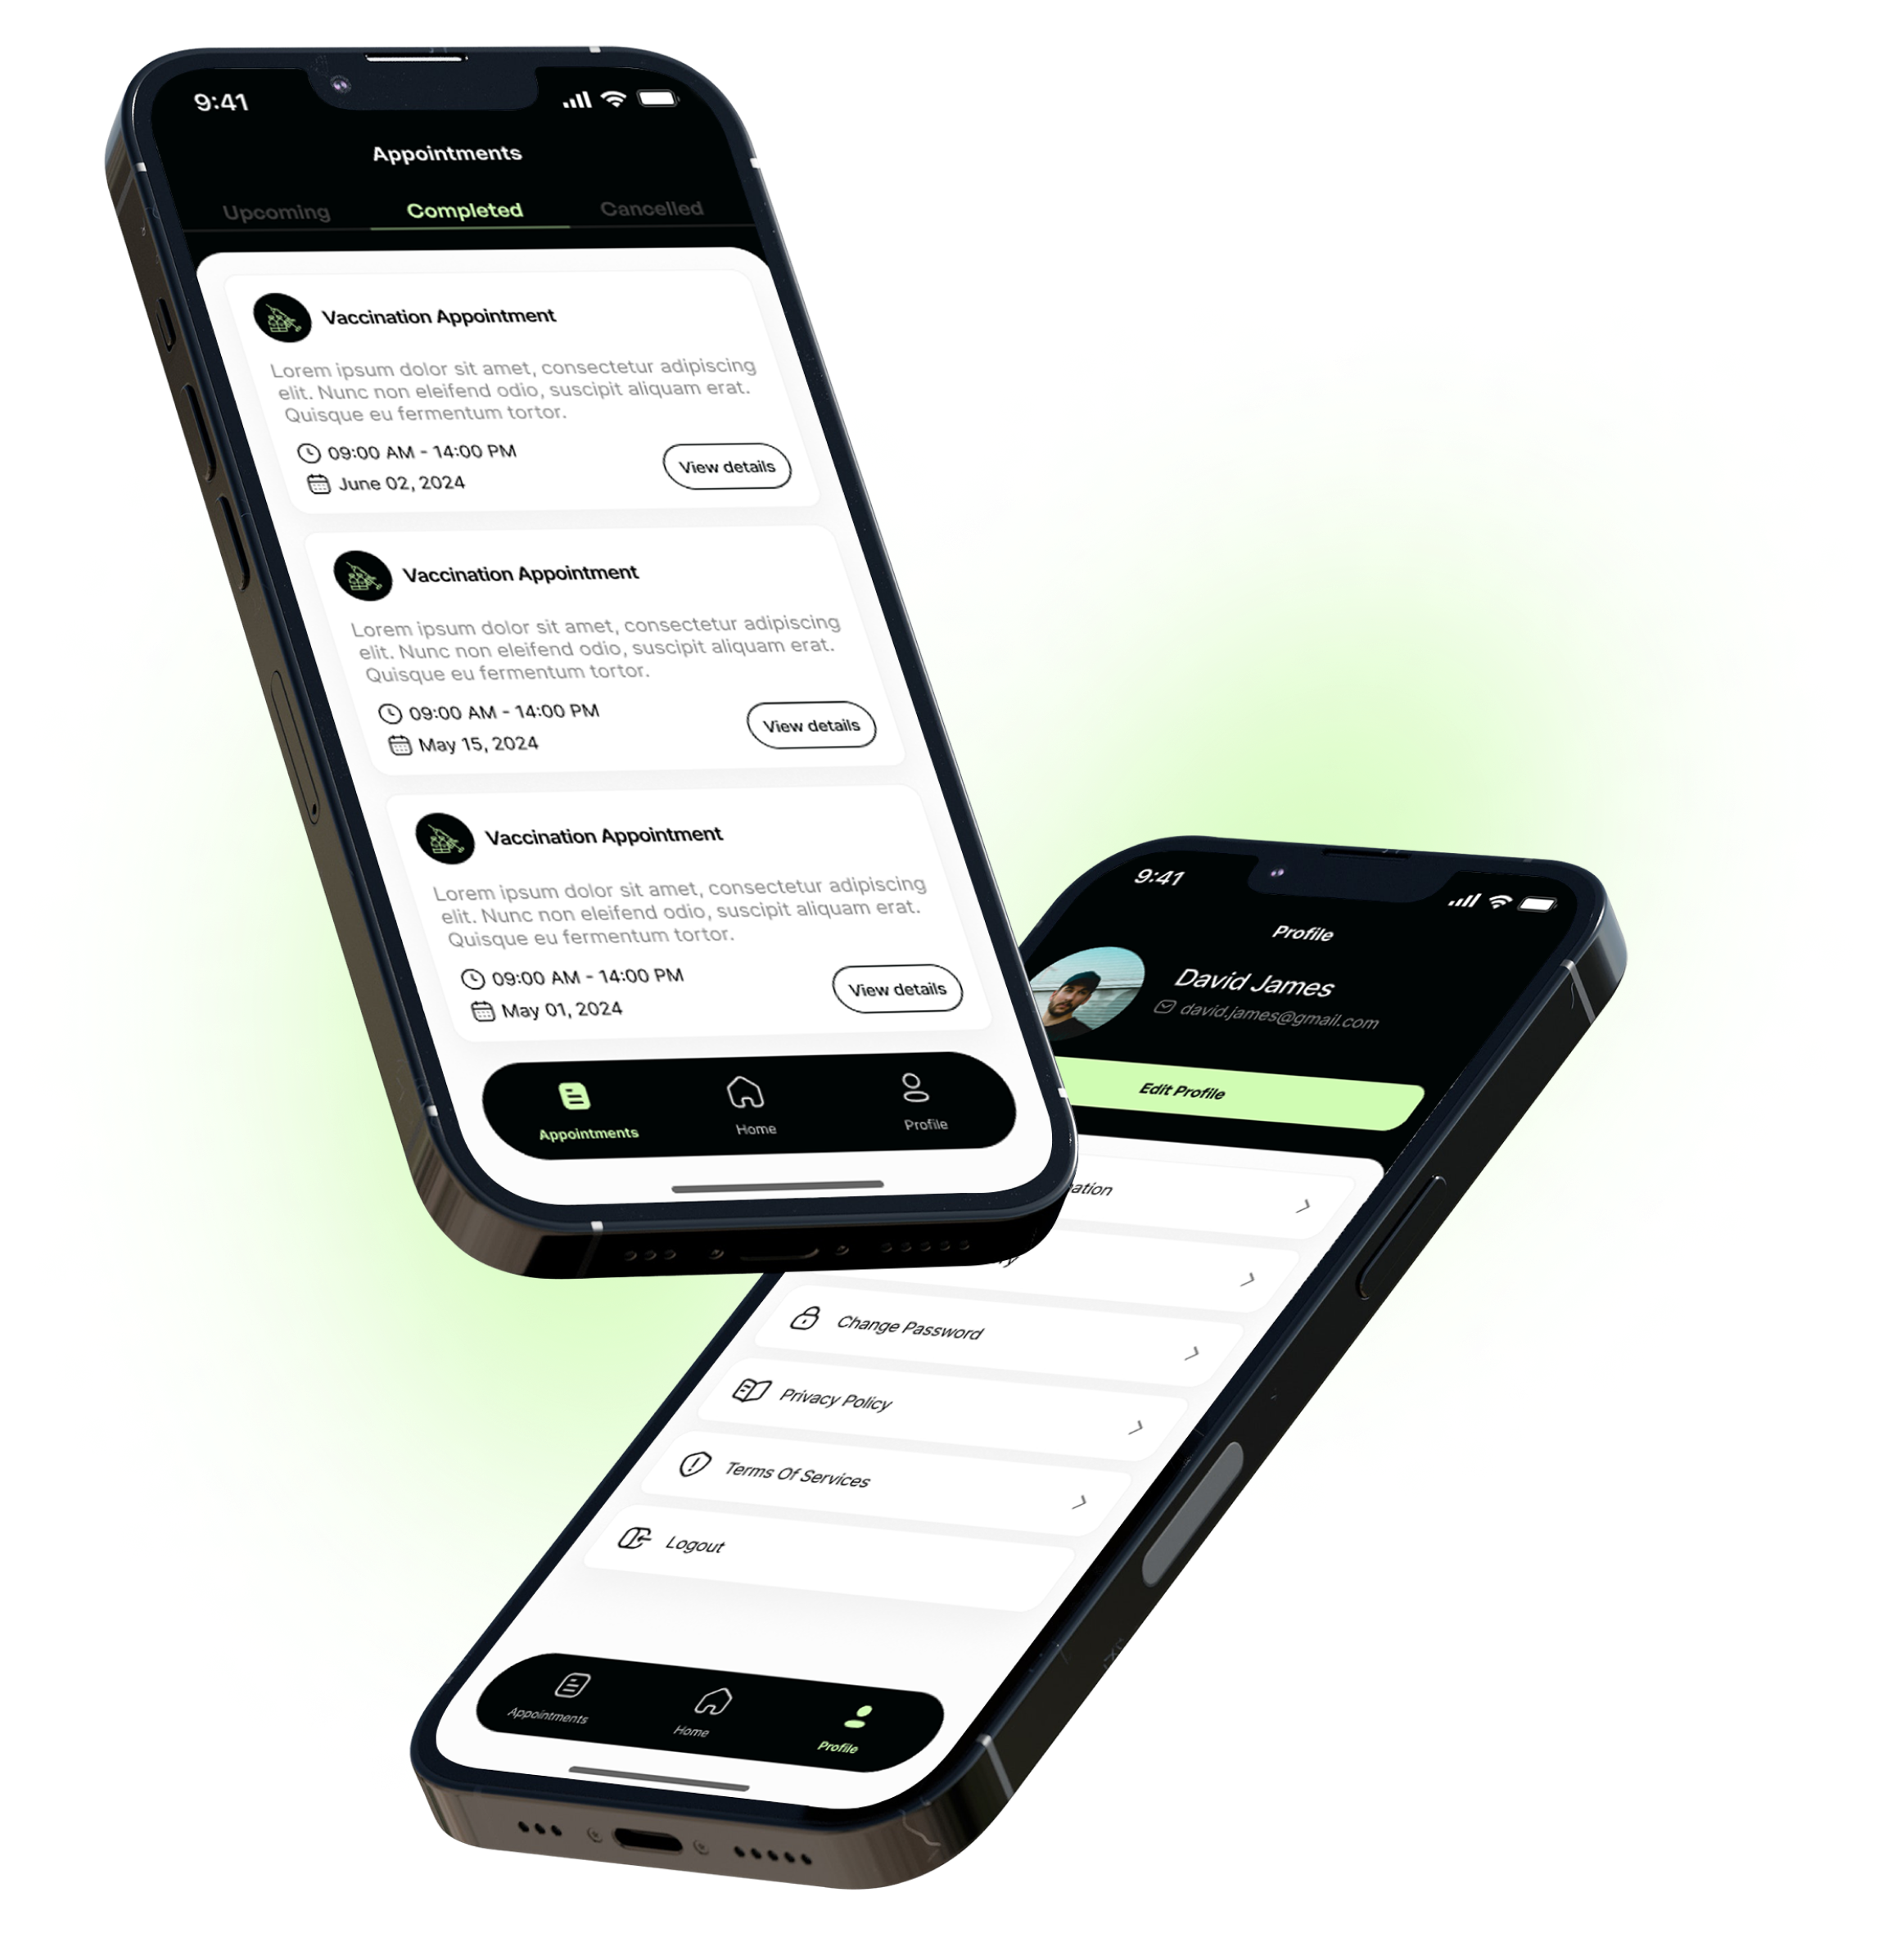 9:41
Appointments
Upcoming Completed Cancelled
Vaccination Appointment
Lorem ipsum dolor sit amet, consectetur adipiscing
elit. Nunc non eleifend odio, suscipit aliquam erat.
Quisque eu fermentum tortor.
09:00 AM - 14:00 PM
June 02, 2024
View details
Vaccination Appointment
Lorem ipsum dolor sit amet, consectetur adipiscing
elit. Nunc non eleifend odio, suscipit aliquam erat.
Quisque eu fermentum tortor.
09:00 AM - 14:00 PM
May 15, 2024
View details
Vaccination Appointment
Lorem ipsum dolor sit amet, consectetur adipiscing
elit. Nunc non eleifend odio, suscipit aliquam erat.
Quisque eu fermentum tortor.
09:00 AM - 14:00 PM
May 01, 2024
View details
Appointments Home Profile
9:41
Profile
David James
david.james@gmail.com
Edit Profile
Change Password
Privacy Policy
Terms Of Services
Logout
Appointments Home Profile